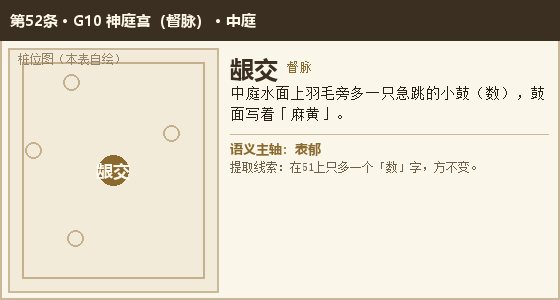 第52条・G10 神庭宫（督脉）・中庭
桩位图（本表自绘）
龈交 督脉
中庭水面上羽毛旁多一只急跳的小鼓（数），鼓
面写着「麻黄」。
龈交
语义主轴：表郁
提取线索：在51上只多一个「数」字，方不变。